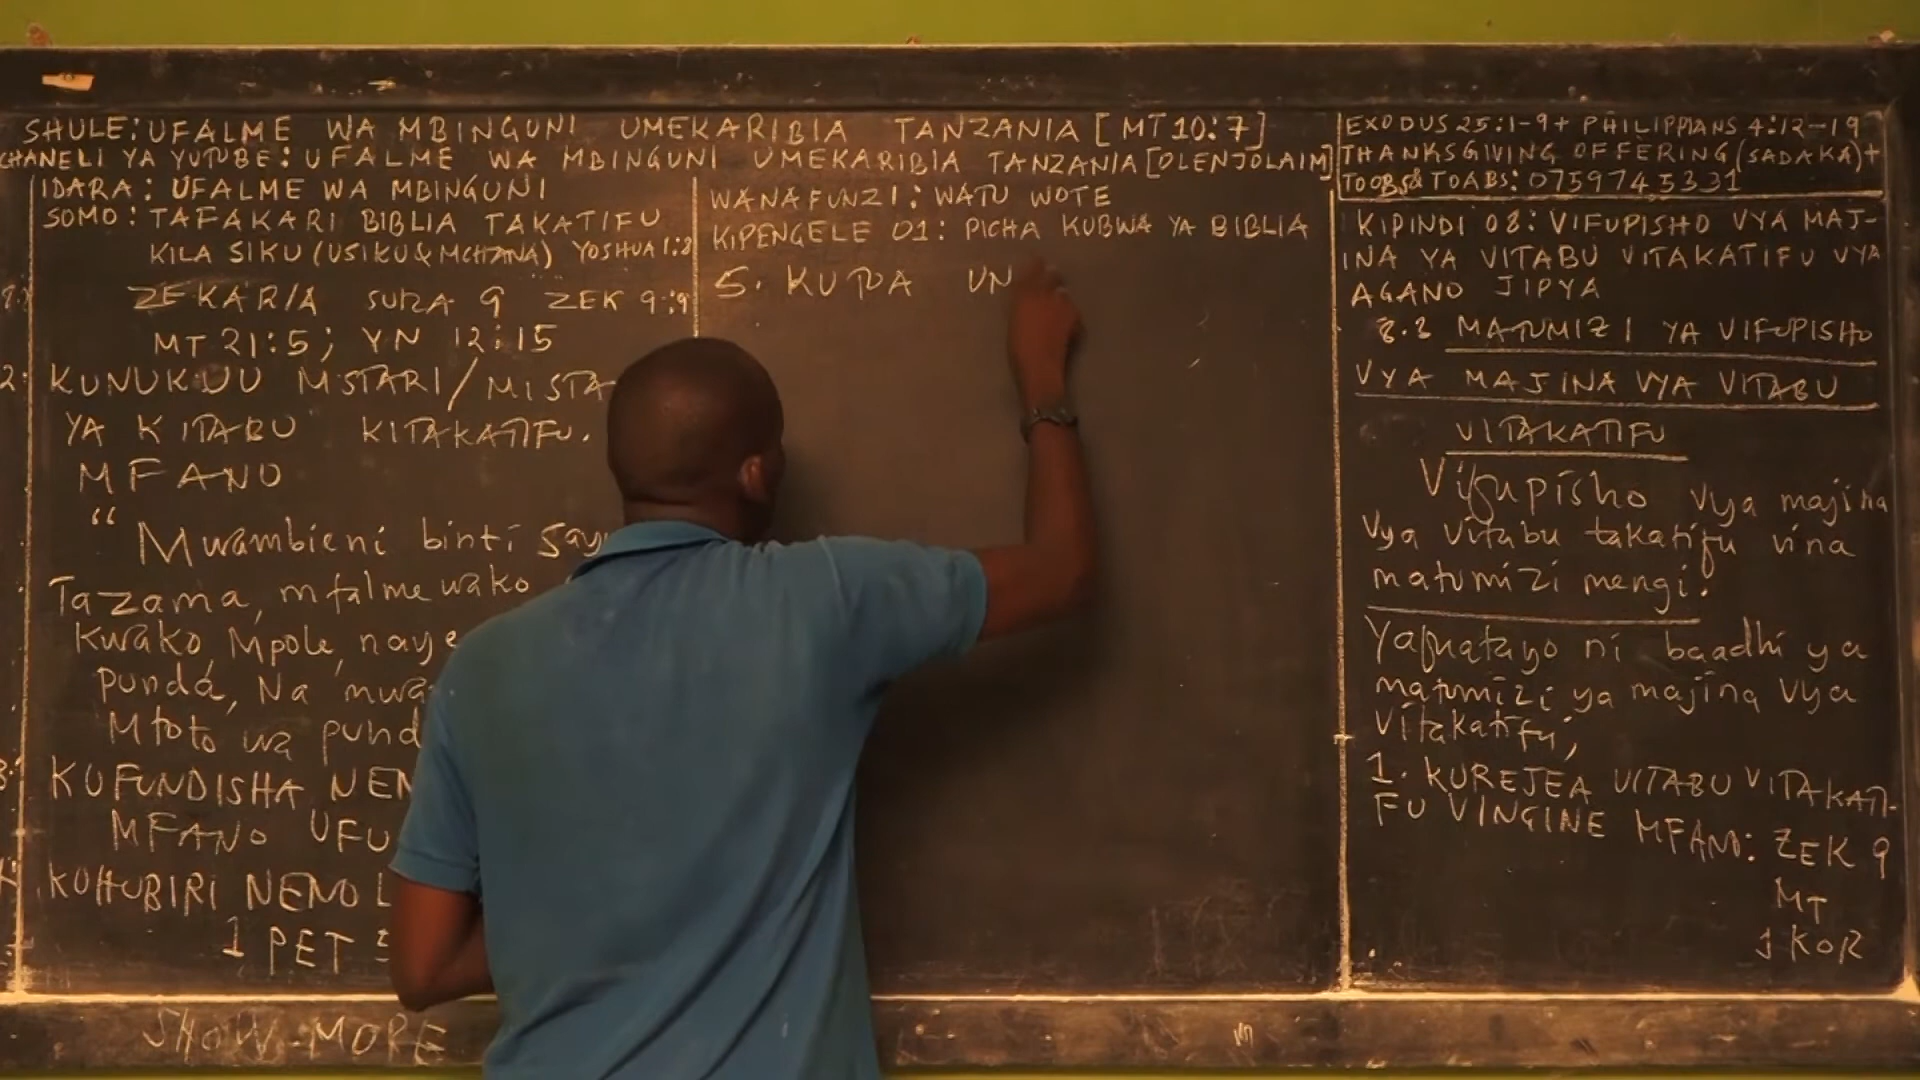 SHULE: UFALME WA MBINGUNI UMEKARIBIA TANZANIA [MT 10:7]
CHANELI YA YUTUBE: UFALME WA MBINGUNI UMEKARIBIA TANZANIA [OLENJOLAIM]
IDARA: UFALME WA MBINGUNI
SOMO: TAFAKARI BIBLIA TAKATIFU
KILA SIKU (USIKU & MCHANA) YOSHUA 1:8
ZEKARIA SURA 9 ZEK 9:9
MT 21:5; YN 12:15
2. KUNUKUU MSTARI/MISTA
YA KITABU KITAKATIFU.
MFANO
“Mwambieni binti Sayu
Tazama, mfalme wako
Kwako, Mpole, naye
punda, Na mwa
Mtoto wa pund
KUFUNDISHA NEN
MFANO UFU
KUHUBIRI NENO L
1 PET
SHOW-MORE
WANAFUNZI: WATU WOTE
KIPENGELE 01: PICHA KUBWA YA BIBLIA
5. KUTOA UN
EXODUS 25:1-9 + PHILIPPIANS 4:12-19
THANKSGIVING OFFERING (SADAKA) +
TOOBS & TOABS: 0759745331
KIPINDI 08: VIFUPISHO VYA MAJ-
INA YA VITABU VITAKATIFU VYA
AGANO JIPYA
8.2 MATUMIZI YA VIFUPISHO
VYA MAJINA VYA VITABU
VITAKATIFU
Vifupisho vya majina
vya vitabu takatifu vina
matumizi mengi.
Yafuatayo ni baadhi ya
matumizi ya majina vya
Vitakatifu;
1. KUREJEA VITABU VITAKATI-
FU VINGINE MFANO: ZEK 9
MT
1 KOR